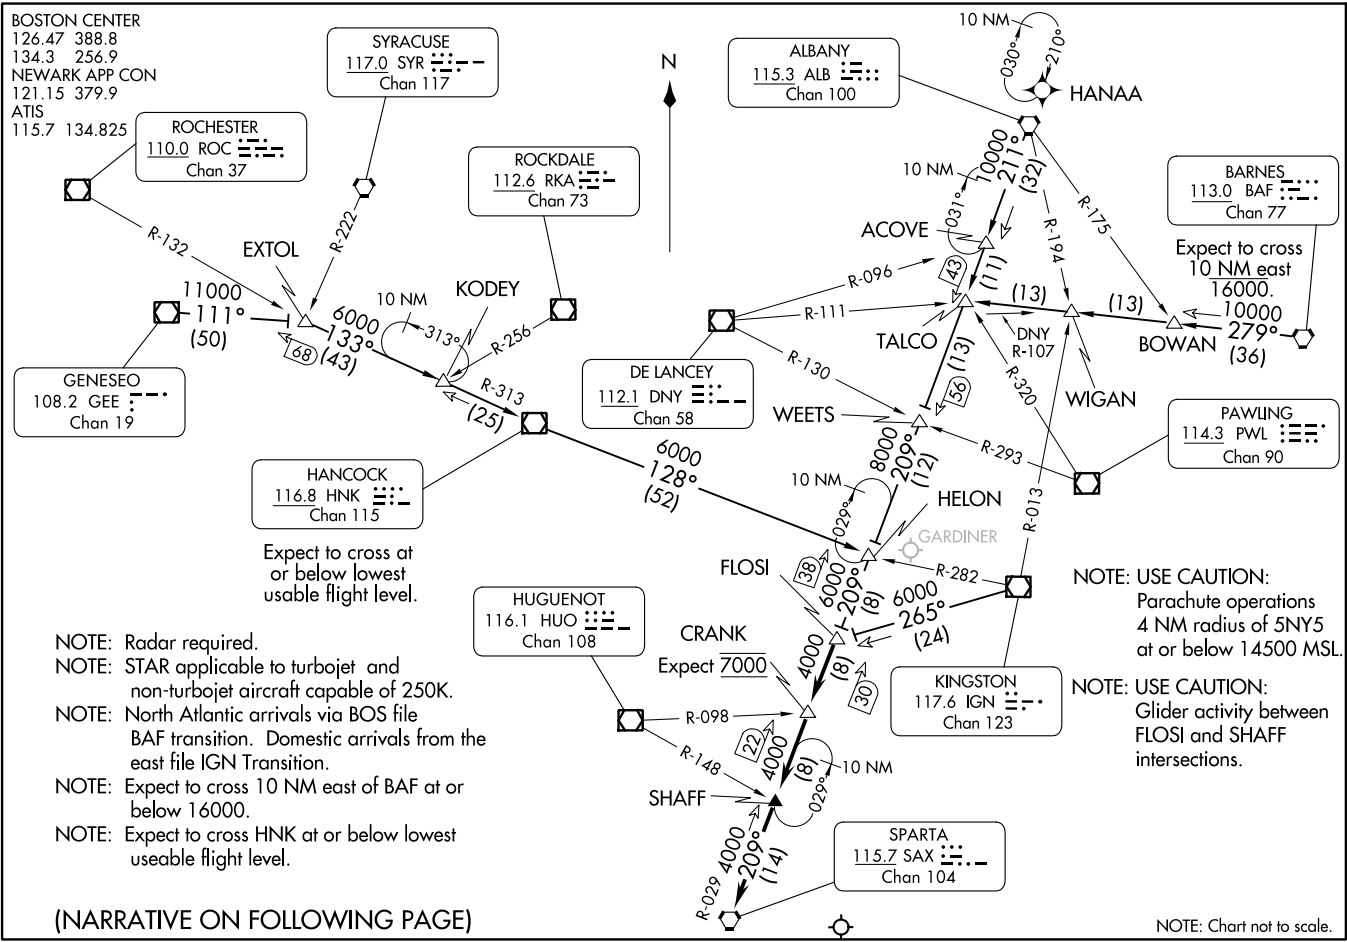 BOSTON CENTER
126.47 388.8
134.3 256.9
NEWARK APP CON
121.15 379.9
ATIS
115.7 134.825
SYRACUSE
117.0 SYR
Chan 117
N
ALBANY
115.3 ALB
Chan 100
10 NM
030°
210°
HANAA
ROCHESTER
110.0 ROC
Chan 37
ROCKDALE
112.6 RKA
Chan 73
10 NM
10000
211°
(32)
031°
BARNES
113.0 BAF
Chan 77
R-132
R-222
EXTOL
ACOVE
R-194
R-175
Expect to cross
10 NM east
16000.
10000
279°
(36)
11000
111°
(50)
10 NM
KODEY
6000
133°
(43)
313°
R-256
68
R-096
43
(11)
R-111
(13)
(13)
TALCO
DNY
R-107
BOWAN
GENESEO
108.2 GEE
Chan 19
DE LANCEY
112.1 DNY
Chan 58
R-130
(13)
56
R-320
WIGAN
R-313
(25)
WEETS
PAWLING
114.3 PWL
Chan 90
HANCOCK
116.8 HNK
Chan 115
6000
128°
(52)
8000
209°
(12)
R-293
10 NM
029°
HELON
R-013
GARDINER
Expect to cross at
or below lowest
usable flight level.
FLOSI
38
6000
209°
(8)
R-282
6000
265°
(24)
NOTE: USE CAUTION:
Parachute operations
4 NM radius of 5NY5
at or below 14500 MSL.
HUGUENOT
116.1 HUO
Chan 108
CRANK
Expect 7000
4000
(8)
30
KINGSTON
117.6 IGN
Chan 123
NOTE: USE CAUTION:
Glider activity between
FLOSI and SHAFF
intersections.
NOTE: Radar required.
NOTE: STAR applicable to turbojet and
non-turbojet aircraft capable of 250K.
NOTE: North Atlantic arrivals via BOS file
BAF transition. Domestic arrivals from the
east file IGN Transition.
NOTE: Expect to cross 10 NM east of BAF at or
below 16000.
NOTE: Expect to cross HNK at or below lowest
useable flight level.
R-098
R-148
22
4000
(8)
10 NM
029°
SHAFF
R-029
4000
209°
(14)
SPARTA
115.7 SAX
Chan 104
(NARRATIVE ON FOLLOWING PAGE)
NOTE: Chart not to scale.